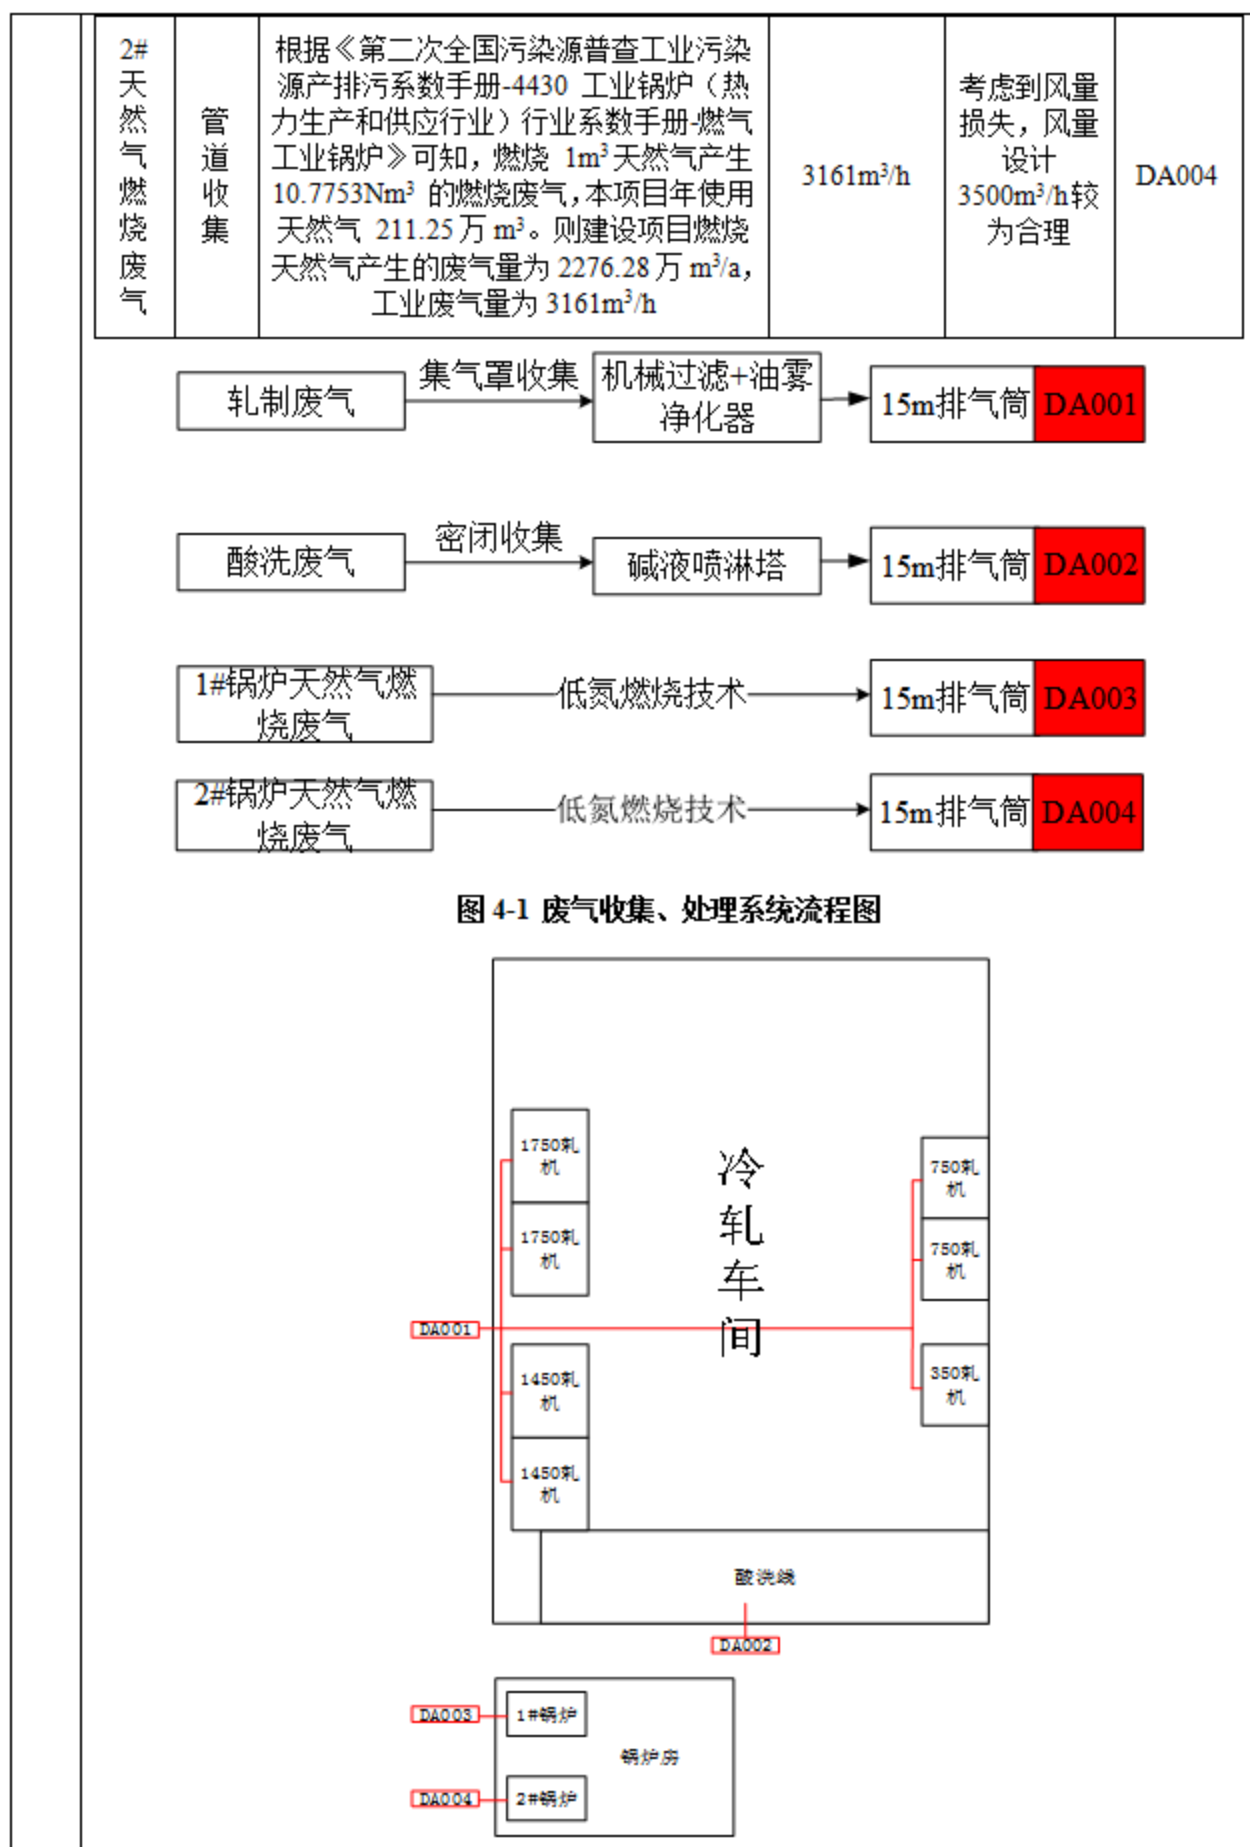 2#
天
然
气
燃
烧
废
气
管
道
收
集
根据《第二次全国污染
源普查工业污染
源产排污系数手册-4430 工业锅炉（热
力生产和供应行业）行业系数手册-燃气
工业锅炉》可知，燃烧 1m³天然气产生
10.7753Nm³ 的燃烧废气，本项目年使用
天然气 211.25 万 m³。则建设项目燃烧
天然气产生的废气量为 2276.28 万 m³/a，
工业废气量为 3161m³/h
3161m³/h
考虑到风量
损失，风量
设计
3500m³/h 较
为合理
DA004
轧制废气
集气罩收集
机械过滤+油雾
净化器
15m排气筒 DA001
酸洗废气
密闭收集
碱液喷淋塔
15m排气筒 DA002
1#锅炉天然气燃
烧废气
低氮燃烧技术
15m排气筒 DA003
2#锅炉天然气燃
烧废气
低氮燃烧技术
15m排气筒 DA004
图 4-1 废气收集、处理系统流程图
1750轧
机
1750轧
机
1450轧
机
1450轧
机
DA001
冷
轧
车
间
750轧
机
750轧
机
350轧
机
酸洗线
DA002
DA003
1#锅炉
锅炉房
DA004
2#锅炉